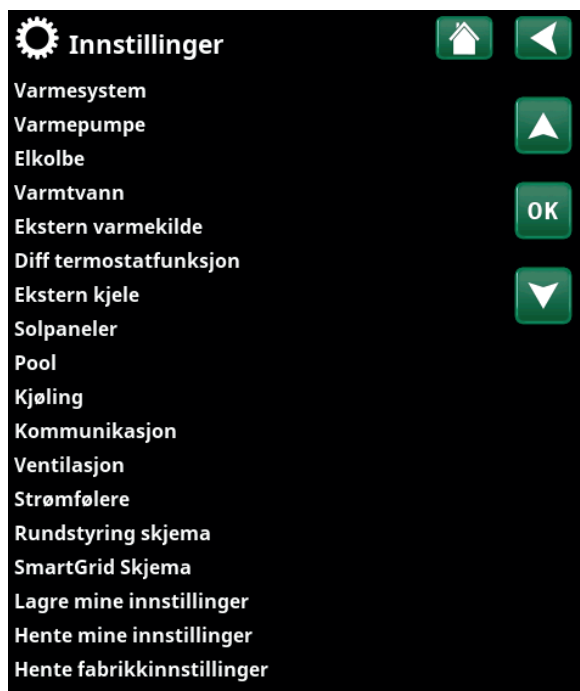 Innstillinger
Varmesystem
Varmepumpe
Elkolbe
Varmtvann
OK
Ekstern varmekilde
Diff termostatfunksjon
Ekstern kjele
Solpaneler
Pool
Kjøling
Kommunikasjon
Ventilasjon
Strømfølere
Rundstyring skjema
SmartGrid Skjema
Lagre mine innstillinger
Hente mine innstillinger
Hente fabrikkinnstillinger